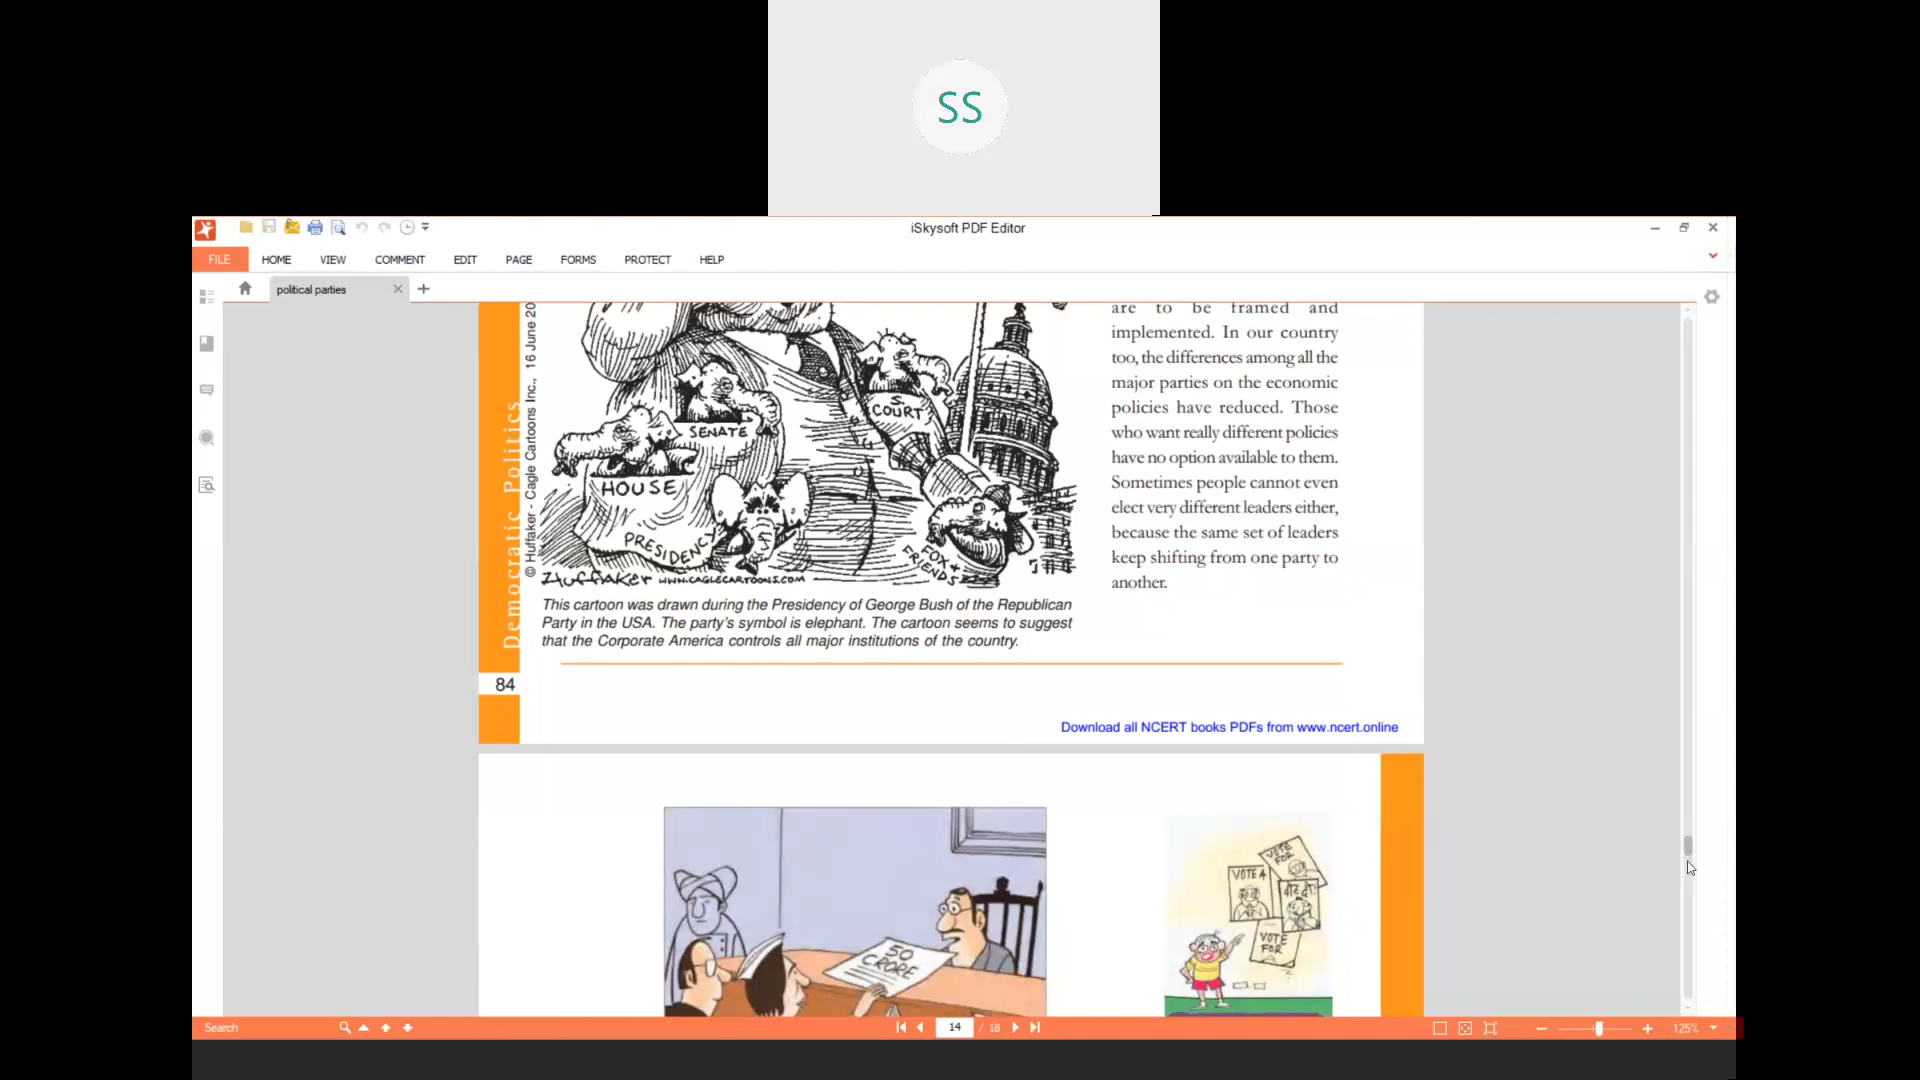 SS
iSkysoft PDF Editor
FILE HOME VIEW COMMENT EDIT PAGE FORMS PROTECT HELP
political parties
Democratic Politics
© Huffaker - Cagle Cartoons Inc., 16 June 20
SENATE
S. COURT
HOUSE
PRESIDENCY
FOX + FRIENDS
Huffaker WWW.CAGLECARTOONS.COM
This cartoon was drawn during the Presidency of George Bush of the Republican
Party in the USA. The party's symbol is elephant. The cartoon seems to suggest
that the Corporate America controls all major institutions of the country.
are to be framed and
implemented. In our country
too, the differences among all the
major parties on the economic
policies have reduced. Those
who want really different policies
have no option available to them.
Sometimes people cannot even
elect very different leaders either,
because the same set of leaders
keep shifting from one party to
another.
84
Download all NCERT books PDFs from www.ncert.online
50
CRORE
VOTE
FOR
VOTE 4
वोट दो
VOTE
FOR
Search
14 / 18
125%